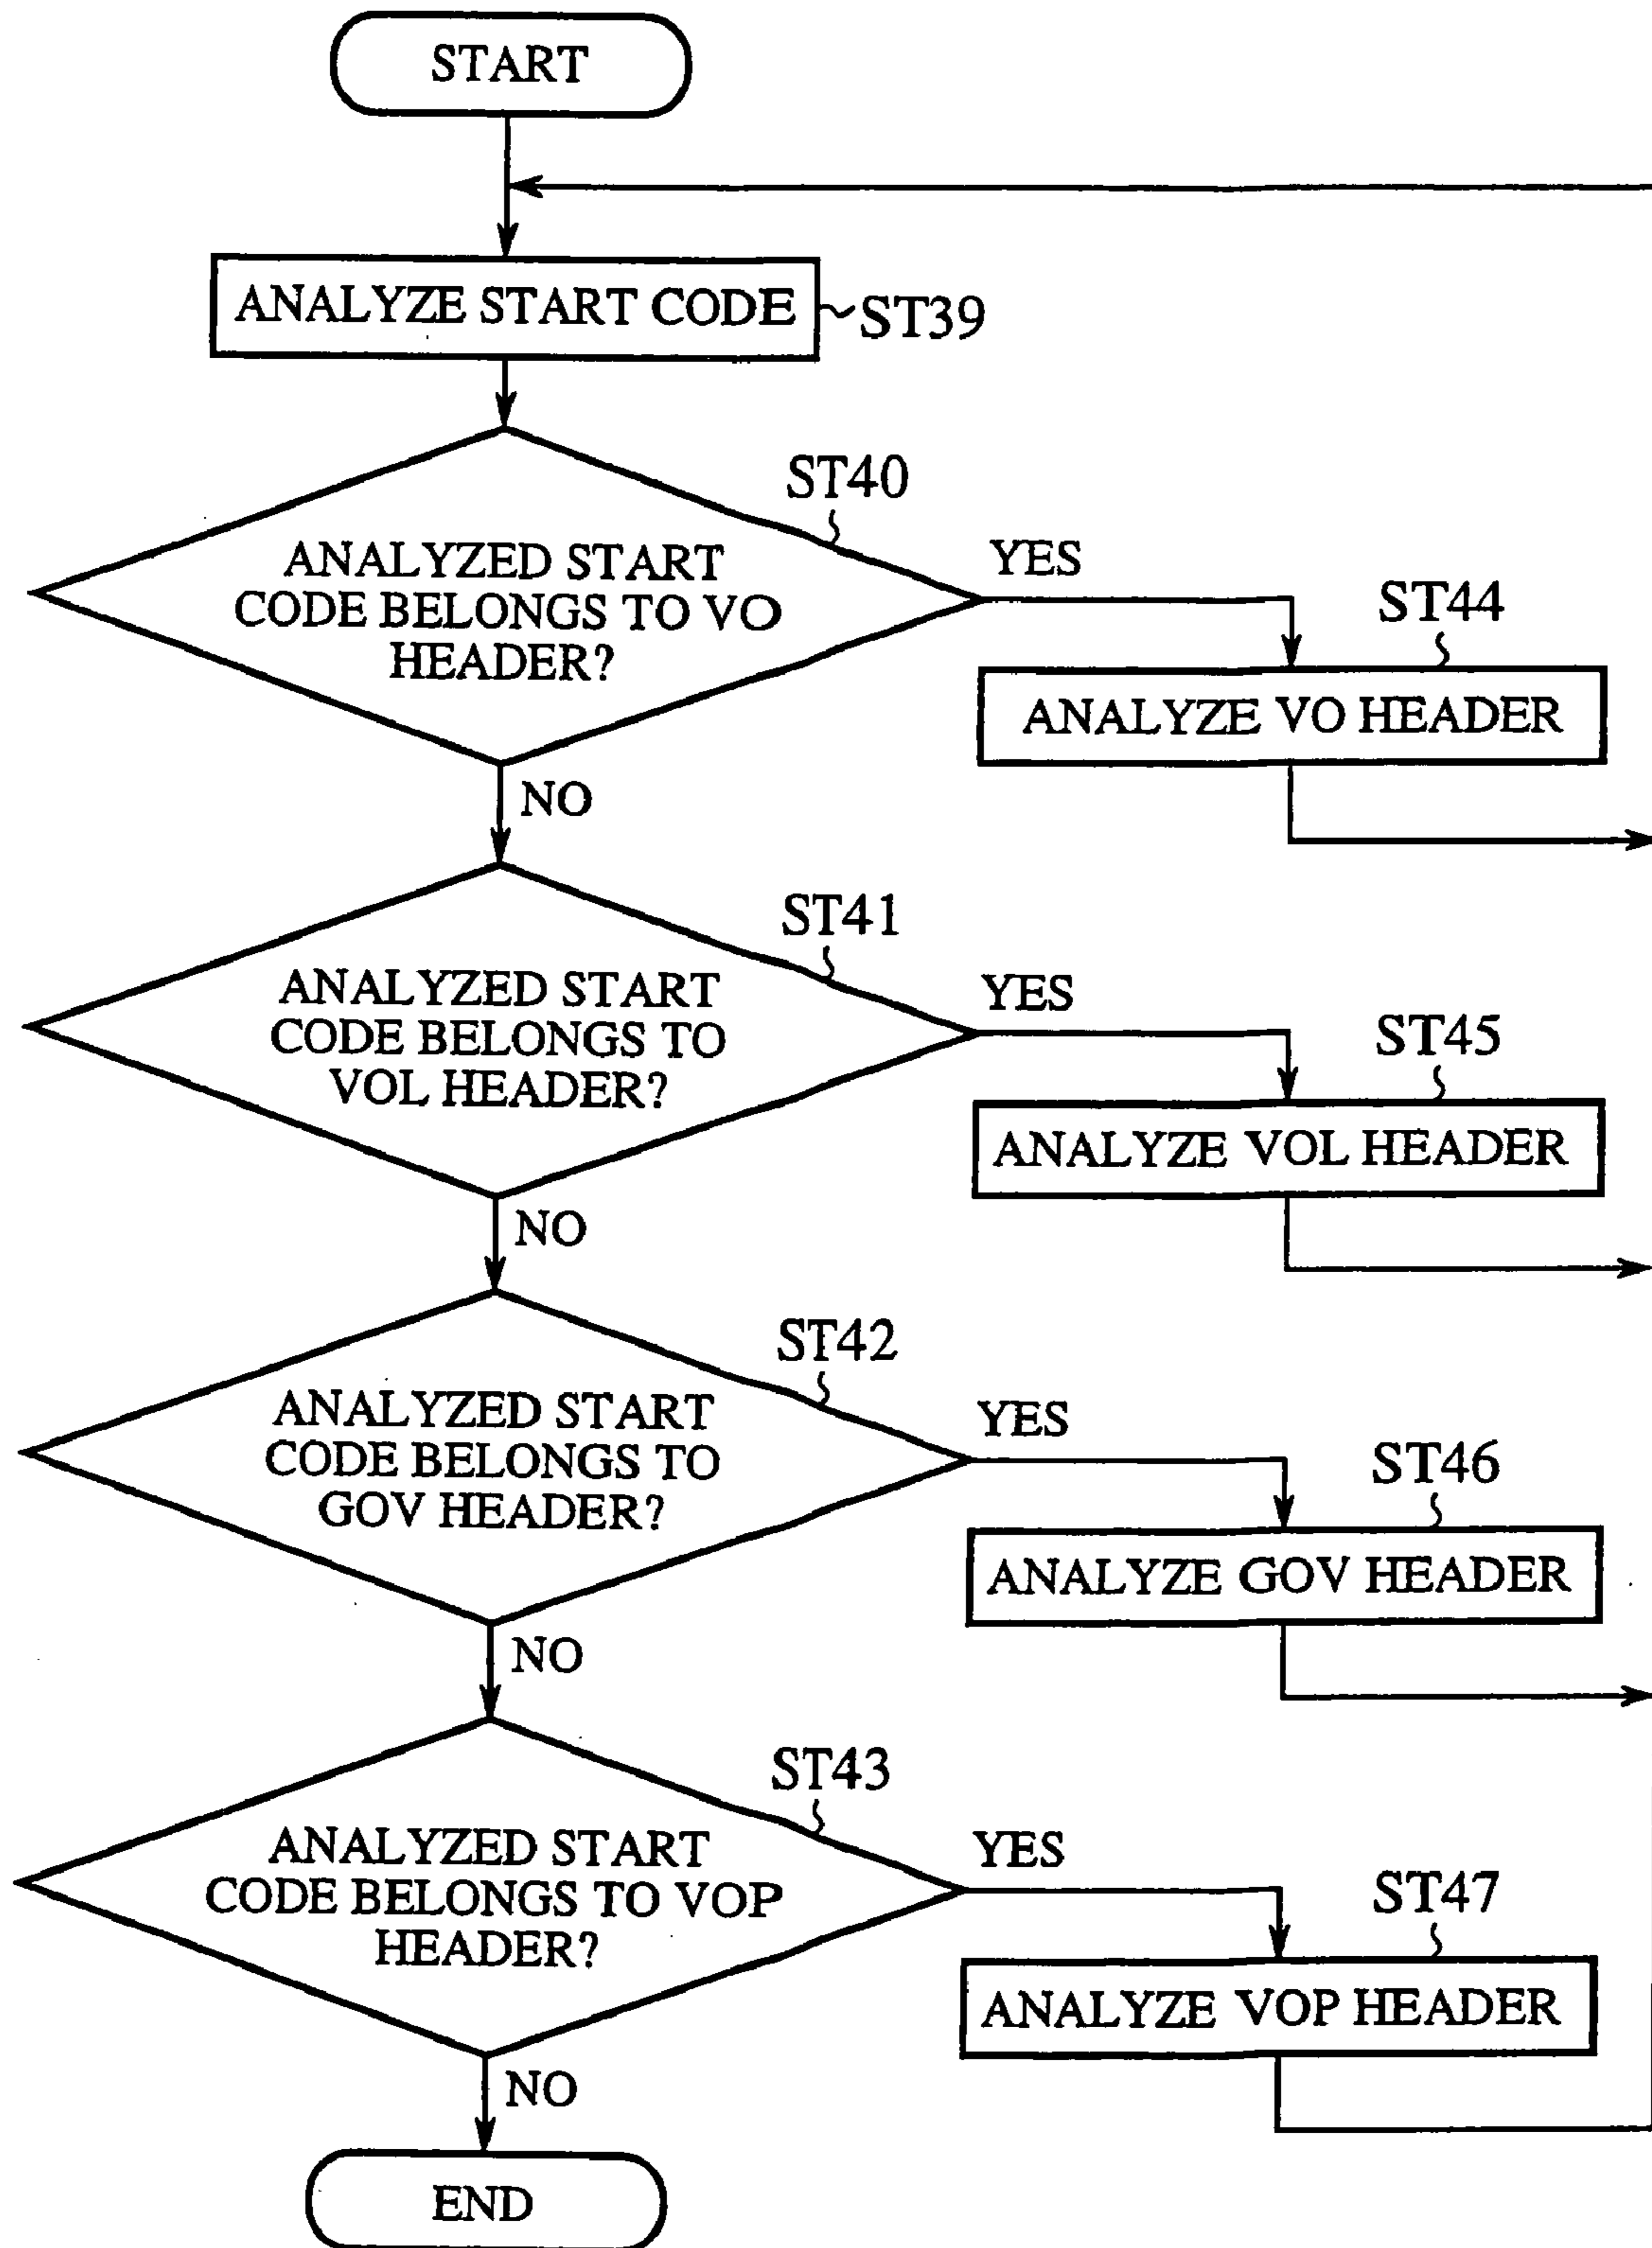 START
ANALYZE START CODE
ST39
ST40
ANALYZED START
CODE BELONGS TO VO
HEADER?
YES
ST44
ANALYZE VO HEADER
NO
ST41
ANALYZED START
CODE BELONGS TO
VOL HEADER?
YES
ST45
ANALYZE VOL HEADER
NO
ST42
ANALYZED START
CODE BELONGS TO
GOV HEADER?
YES
ST46
ANALYZE GOV HEADER
NO
ST43
ANALYZED START
CODE BELONGS TO VOP
HEADER?
YES
ST47
ANALYZE VOP HEADER
NO
END